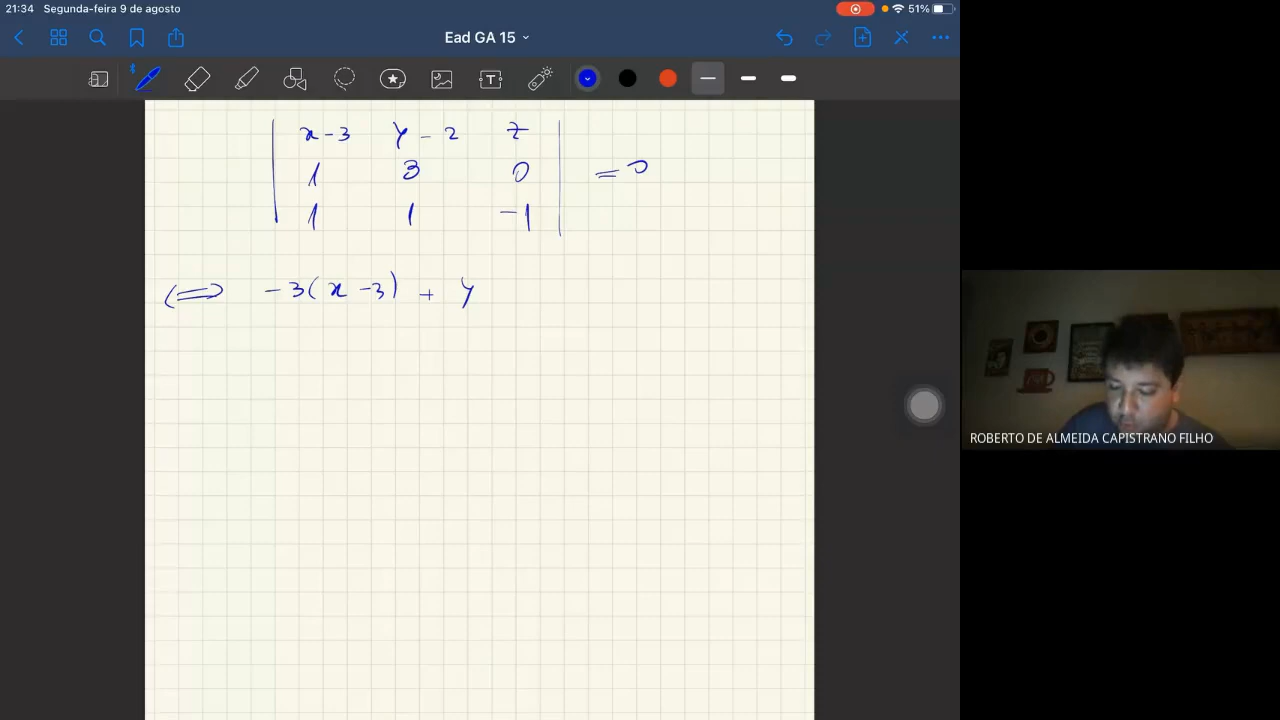 21:34 Segunda-feira 9 de agosto 51%
Ead GA 15
T
x-3 y-2 z
1 3 0 =0
1 1 -1
⟺ -3(x-3) + y
ROBERTO DE ALMEIDA CAPISTRANO FILHO